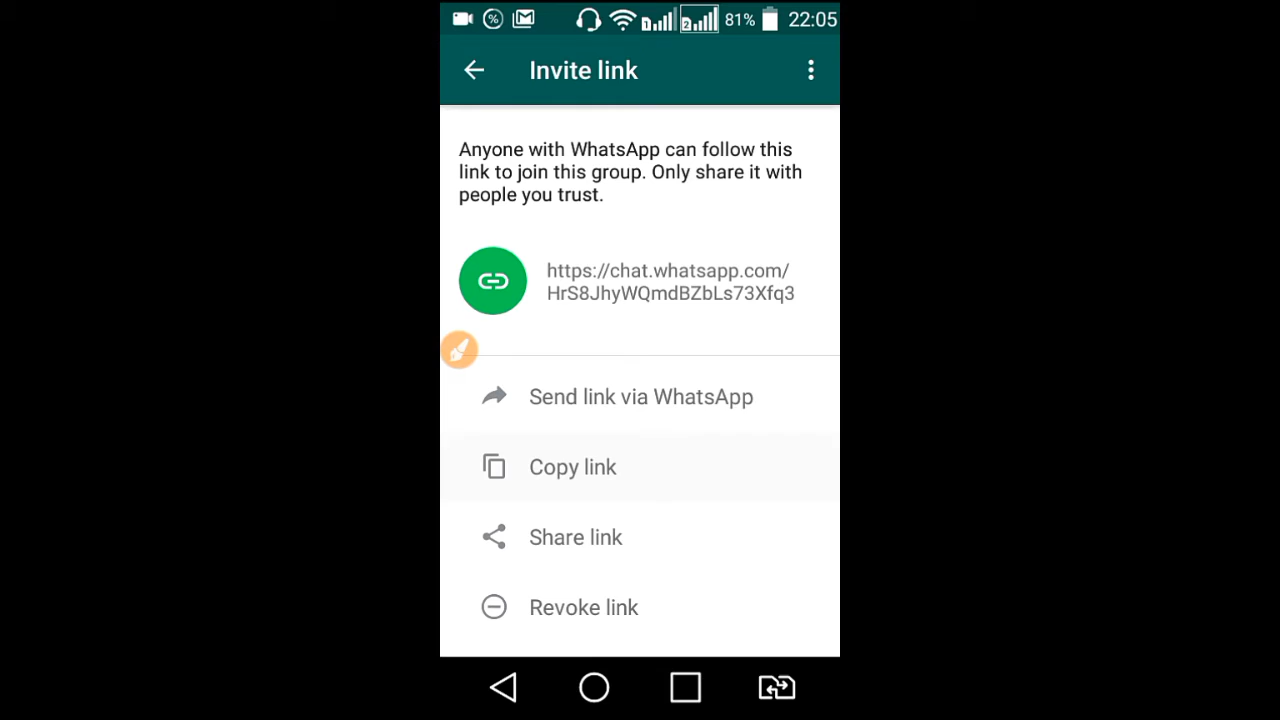 81% 22:05
Invite link
Anyone with WhatsApp can follow this
link to join this group. Only share it with
people you trust.
https://chat.whatsapp.com/
HrS8JhyWQmdBZbLs73Xfq3
Send link via WhatsApp
Copy link
Share link
Revoke link